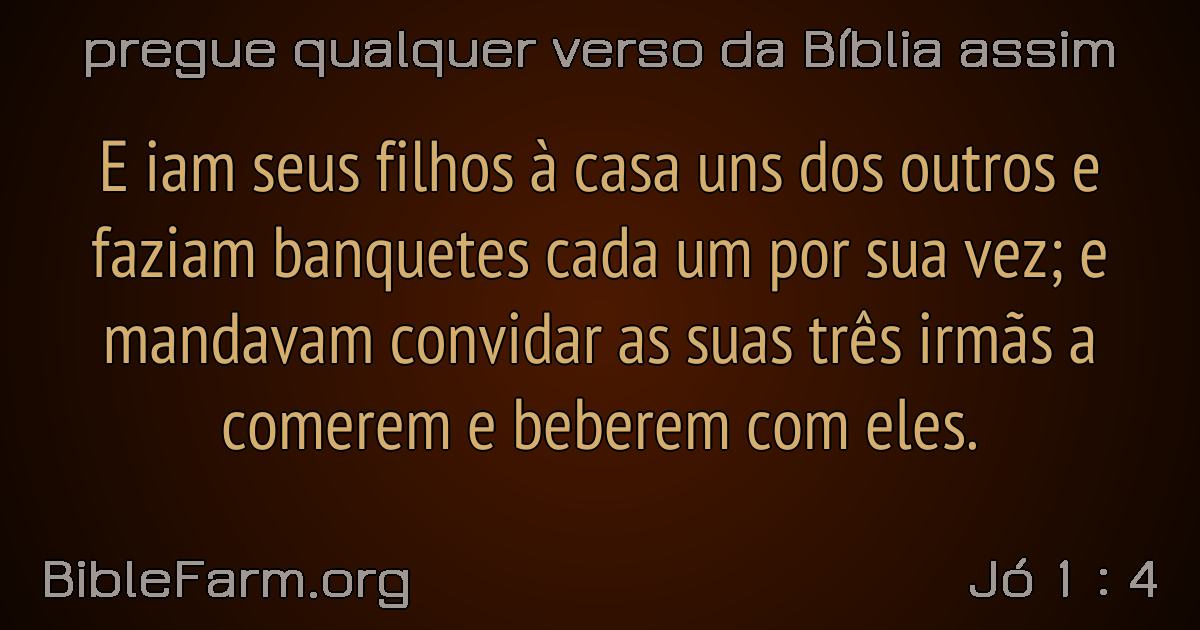 pregue qualquer verso da Bíblia assim
E iam seus filhos à casa uns dos outros e
faziam banquetes cada um por sua vez; e
mandavam convidar as suas três irmãs a
comerem e beberem com eles.
BibleFarm.org
Jó 1 : 4